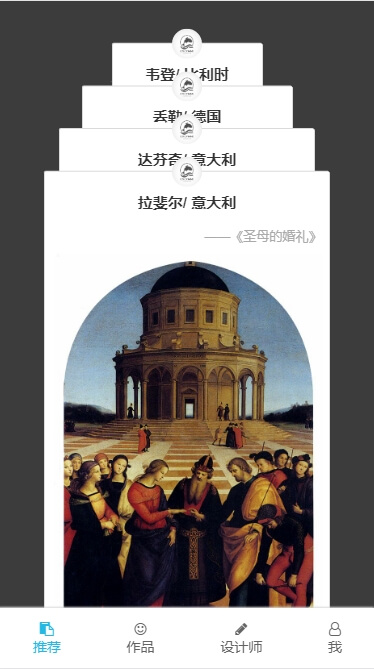 韦登/ 比利时
丢勒/ 德国
达芬奇/ 意大利
拉斐尔/ 意大利
——《圣母的婚礼》
推荐
作品
设计师
我